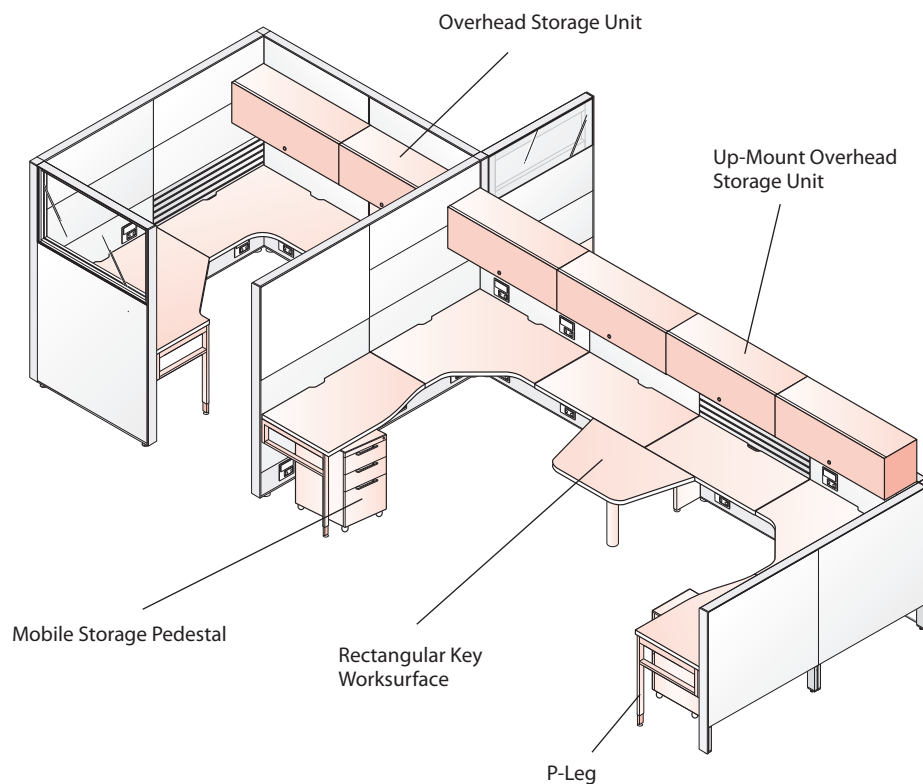 Overhead Storage Unit
Up-Mount Overhead
Storage Unit
Mobile Storage Pedestal
Rectangular Key
Worksurface
P-Leg